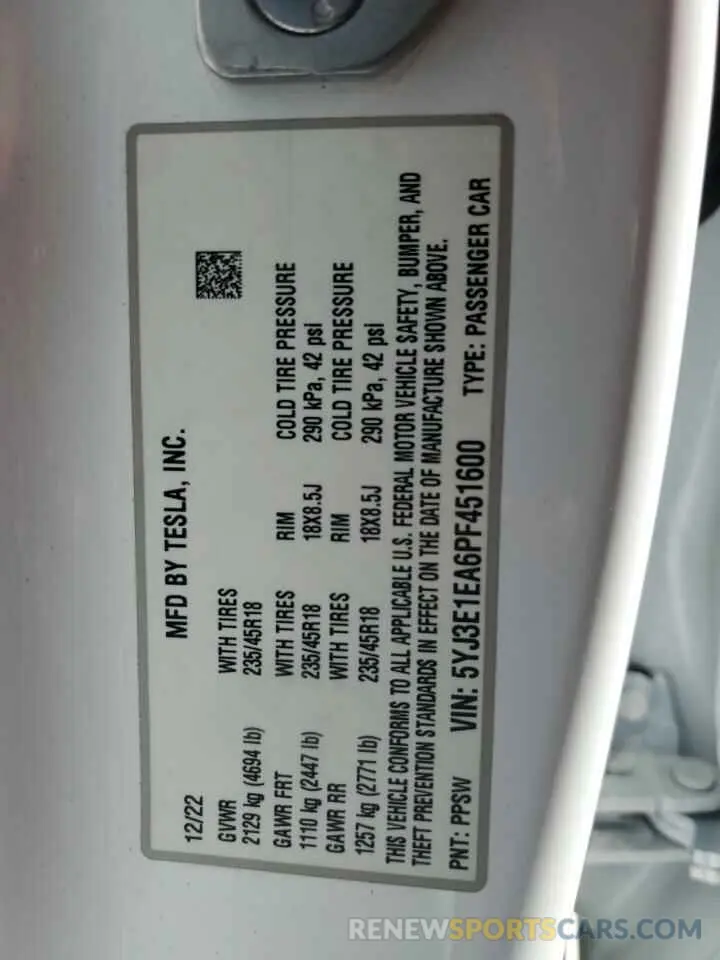 MFD BY TESLA, INC.
12/22
GVWR WITH TIRES
2129 kg (4694 lb) 235/45R18
GAWR FRT WITH TIRES RIM COLD TIRE PRESSURE
1110 kg (2447 lb) 235/45R18 18X8.5J 290 kPa, 42 psi
GAWR RR WITH TIRES RIM COLD TIRE PRESSURE
1257 kg (2771 lb) 235/45R18 18X8.5J 290 kPa, 42 psi
THIS VEHICLE CONFORMS TO ALL APPLICABLE U.S. FEDERAL MOTOR VEHICLE SAFETY, BUMPER, AND
THEFT PREVENTION STANDARDS IN EFFECT ON THE DATE OF MANUFACTURE SHOWN ABOVE.
PNT: PPSW VIN: 5YJ3E1EA6PF451600 TYPE: PASSENGER CAR
RENEWSPORTSCARS.COM